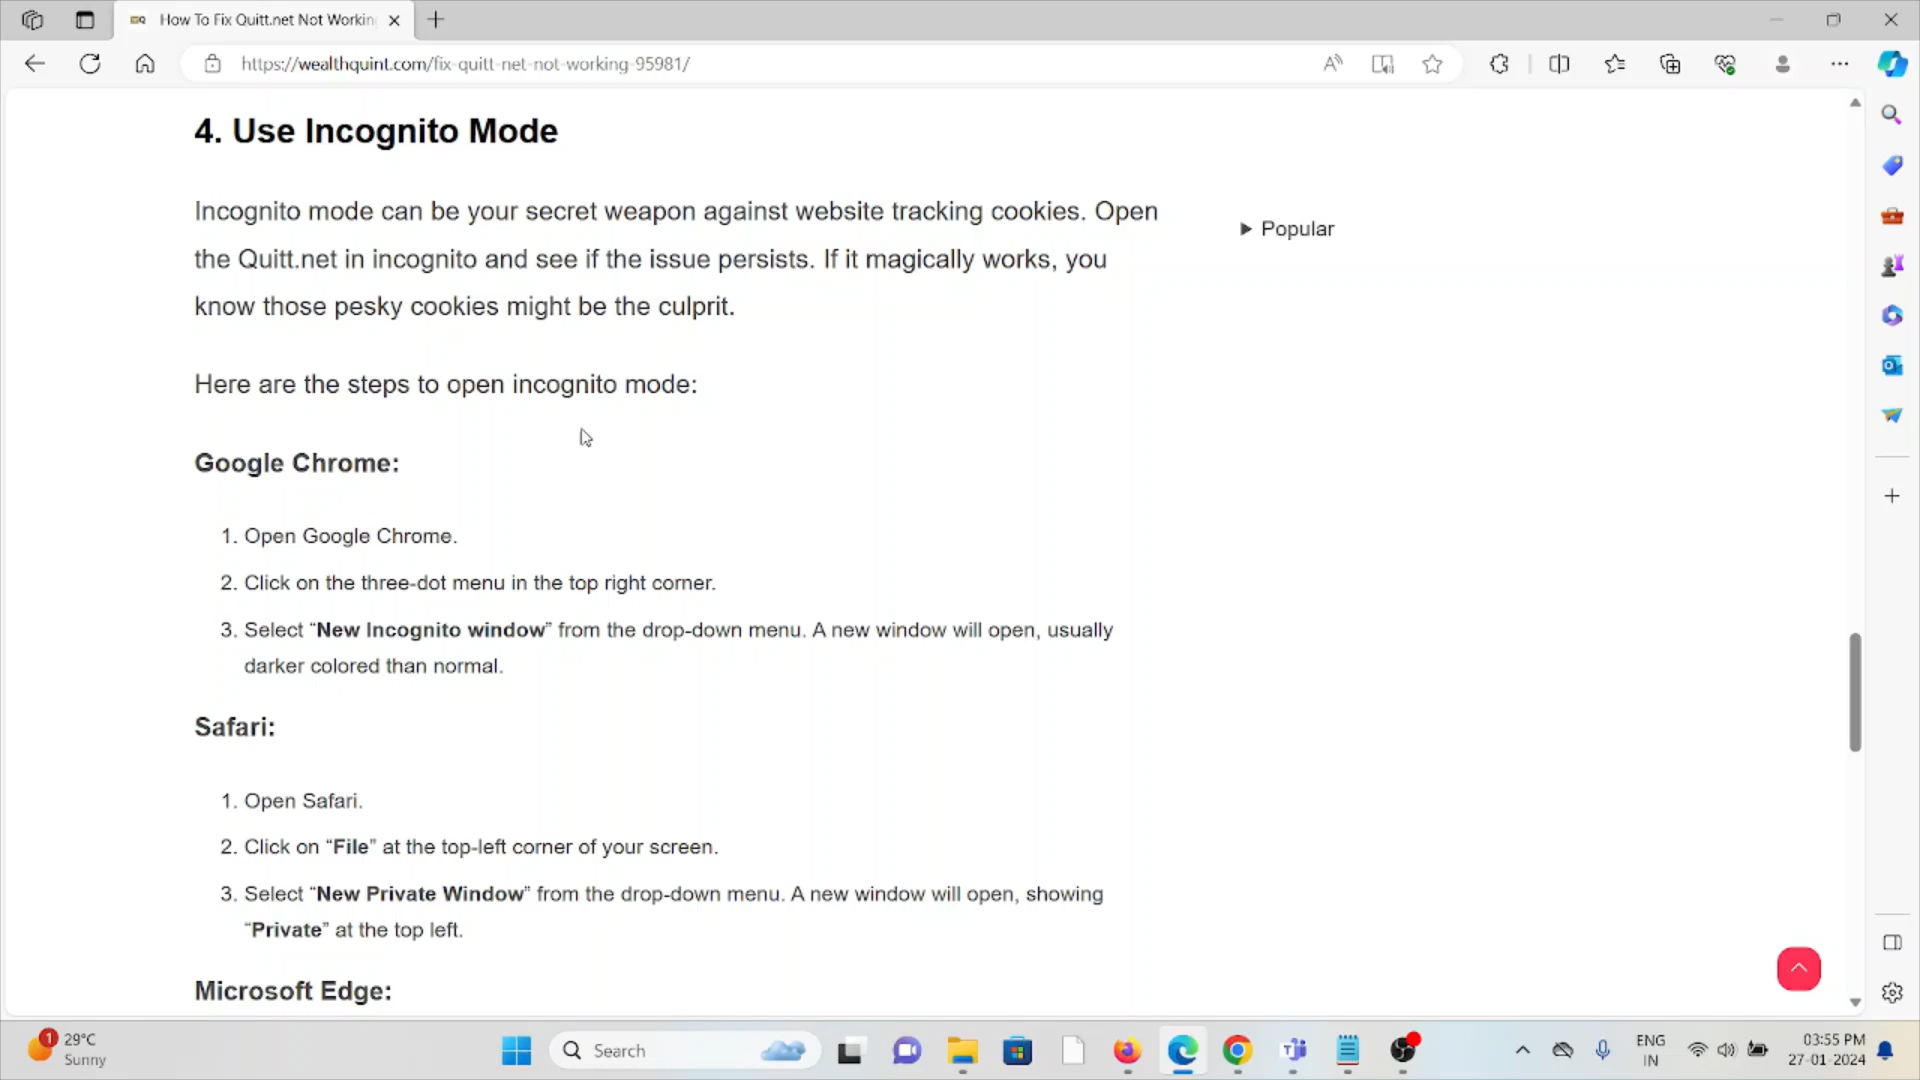 How To Fix Quitt.net Not Workin
https://wealthquint.com/fix-quitt-net-not-working-95981/
4. Use Incognito Mode
Incognito mode can be your secret weapon against website tracking cookies. Open
the Quitt.net in incognito and see if the issue persists. If it magically works, you
know those pesky cookies might be the culprit.
Popular
Here are the steps to open incognito mode:
Google Chrome:
1. Open Google Chrome.
2. Click on the three-dot menu in the top right corner.
3. Select “New Incognito window” from the drop-down menu. A new window will open, usually
darker colored than normal.
Safari:
1. Open Safari.
2. Click on “File” at the top-left corner of your screen.
3. Select “New Private Window” from the drop-down menu. A new window will open, showing
“Private” at the top left.
Microsoft Edge:
1
29°C
Sunny
Search
ENG
IN
03:55 PM
27-01-2024